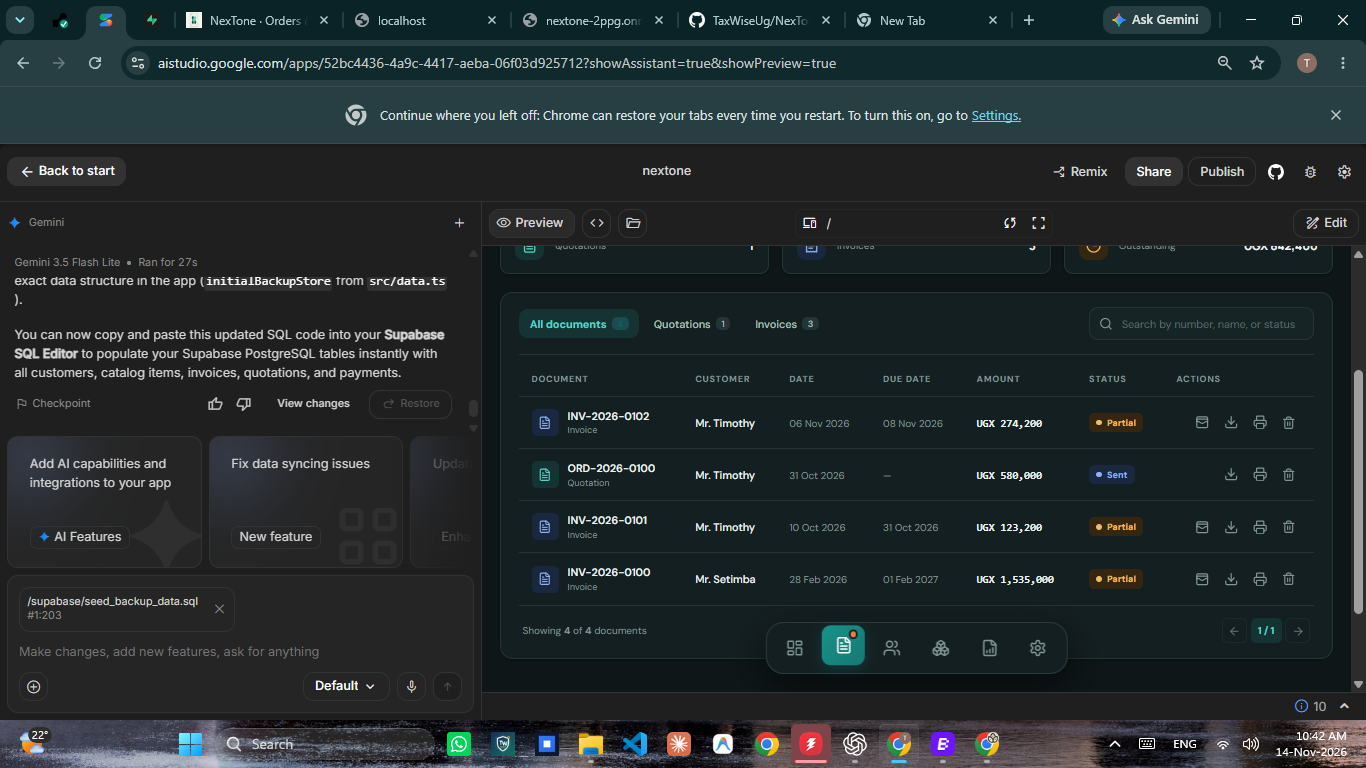 NexTone · Orders
localhost
nextone-2ppg.onr
TaxWiseUg/NexTo
New Tab
Ask Gemini
aistudio.google.com/apps/52bc4436-4a9c-4417-aeba-06f03d925712?showAssistant=true&showPreview=true
T
Continue where you left off: Chrome can restore your tabs every time you restart. To turn this on, go to Settings.
Back to start
nextone
Remix
Share
Publish
Gemini
Preview
/
Edit
Gemini 3.5 Flash Lite • Ran for 27s
exact data structure in the app (initialBackupStore from src/data.ts
).
You can now copy and paste this updated SQL code into your Supabase
SQL Editor to populate your Supabase PostgreSQL tables instantly with
all customers, catalog items, invoices, quotations, and payments.
Checkpoint
View changes
Restore
Add AI capabilities and
integrations to your app
AI Features
Fix data syncing issues
New feature
Updat
Enha
/supabase/seed_backup_data.sql
#1:203
Make changes, add new features, ask for anything
Default
Quotations
1
Invoices
3
Outstanding
UGX 842,400
All documents
Quotations 1
Invoices 3
Search by number, name, or status
DOCUMENT CUSTOMER DATE DUE DATE AMOUNT STATUS ACTIONS
INV-2026-0102
Invoice
Mr. Timothy 06 Nov 2026 08 Nov 2026 UGX 274,200 Partial
ORD-2026-0100
Quotation
Mr. Timothy 31 Oct 2026 — UGX 580,000 Sent
INV-2026-0101
Invoice
Mr. Timothy 10 Oct 2026 31 Oct 2026 UGX 123,200 Partial
INV-2026-0100
Invoice
Mr. Setimba 28 Feb 2026 01 Feb 2027 UGX 1,535,000 Partial
Showing 4 of 4 documents
1/1
10
22°
Search
ENG
10:42 AM
14-Nov-2026